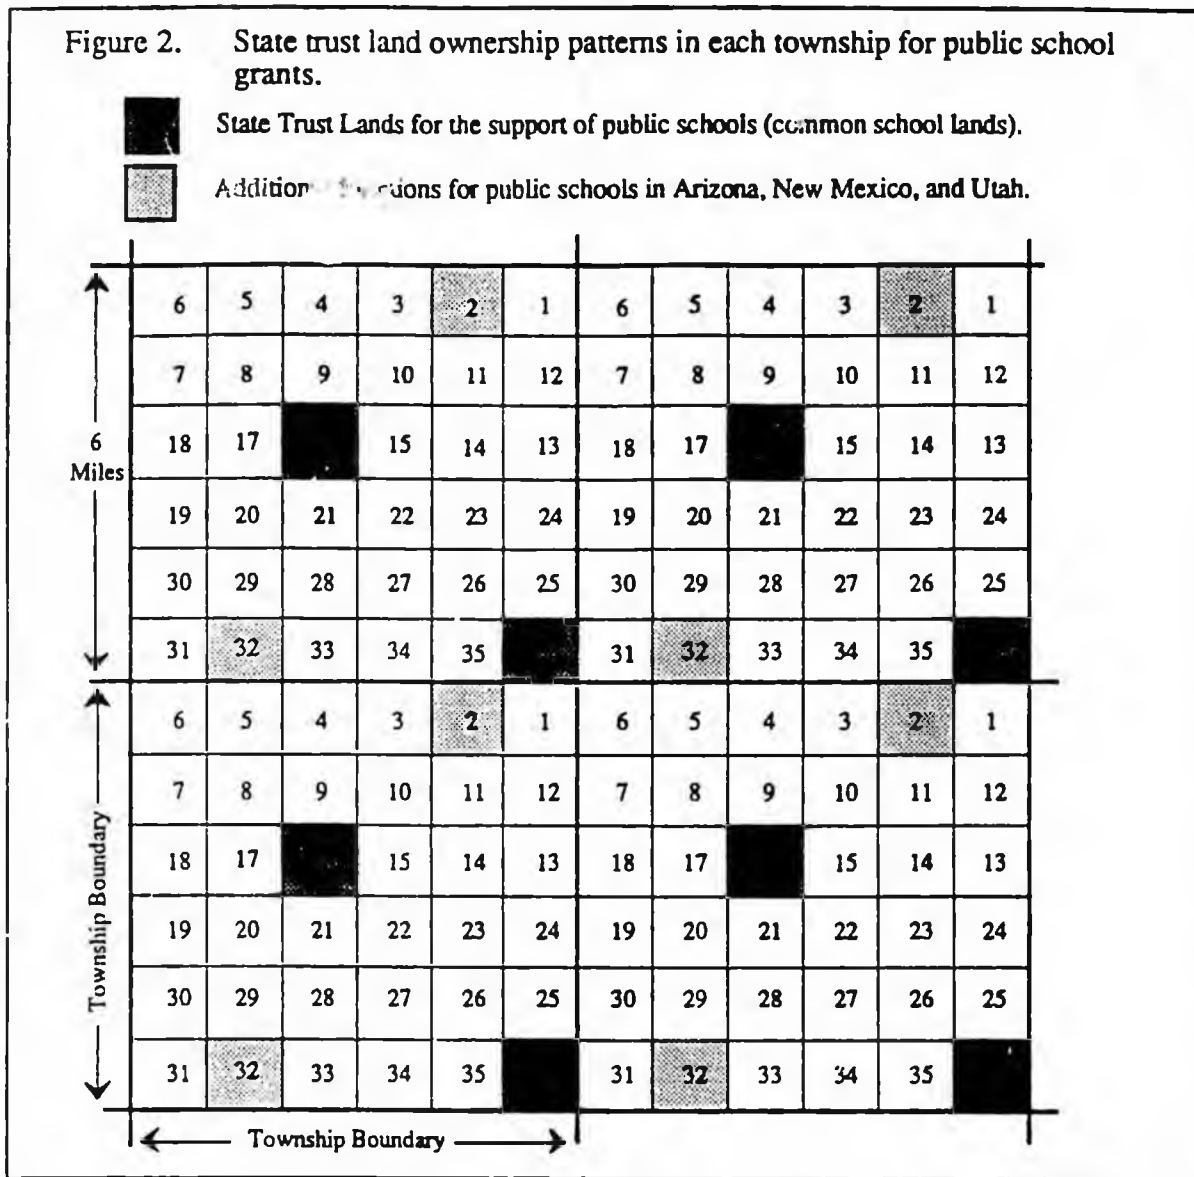 Figure 2. State trust land ownership patterns in each township for public school
grants.
State Trust Lands for the support of public schools (common school lands).
for public schools in Arizona, New Mexico, and Utah.
6 5 4 3 2 1 6 5 4 3 2 1
7 8 9 10 11 12 7 8 9 10 11 12
18 17 15 14 13 18 17 15 14 13
6
Miles
19 20 21 22 23 24 19 20 21 22 23 24
30 29 28 27 26 25 30 29 28 27 26 25
31 32 33 34 35 31 32 33 34 35
6 5 4 3 2 1 6 5 4 3 2 1
7 8 9 10 11 12 7 8 9 10 11 12
18 17 15 14 13 18 17 15 14 13
Township Boundary
19 20 21 22 23 24 19 20 21 22 23 24
30 29 28 27 26 25 30 29 28 27 26 25
31 32 33 34 35 31 32 33 34 35
Township Boundary